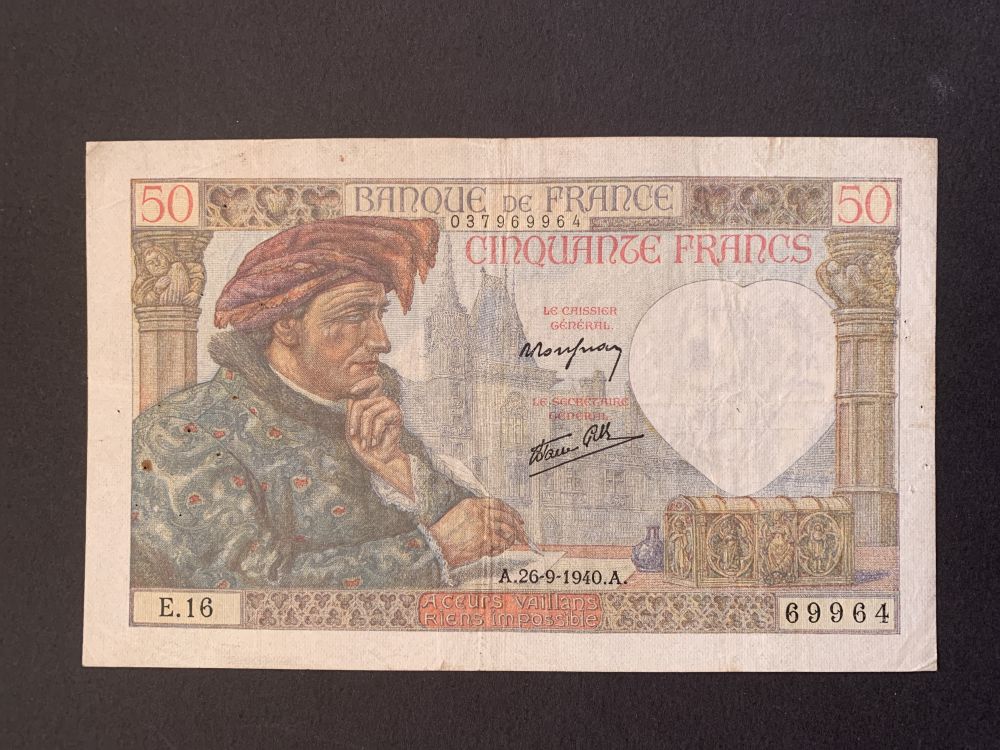 50 BANQUE DE FRANCE 50
037969964
CINQUANTE FRANCS
LE CAISSIER
GÉNÉRAL.
LE SECRÉTAIRE
GÉNÉRAL
A.26-9-1940.A.
E.16
A CŒURS VAILLANS
RIENS IMPOSSIBLE
69964